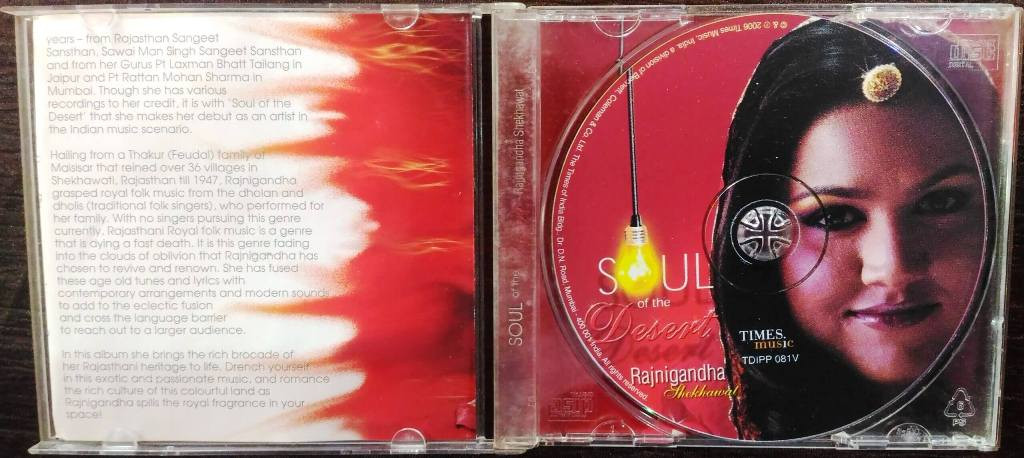 years – from Rajasthan Sangeet
Sansthan, Sawai Man Singh Sangeet Sansthan
and from her Gurus Pt Laxman Bhatt Tailang in
Jaipur and Pt Rattan Mohan Sharma in
Mumbai. Though she has various
recordings to her credit, it is with 'Soul of the
Desert' that she makes her debut as an artist in
the Indian music scenario.
Hailing from a Thakur (Feudal) family of
Malsisar that reined over 36 villages in
Shekhawati, Rajasthan till 1947, Rajnigandha
grasped royal folk music from the dholan and
dholis (traditional folk singers), who performed for
her family. With no singers pursuing this genre
currently, Rajasthani Royal folk music is a genre
that is dying a fast death. It is this genre fading
into the clouds of oblivion that Rajnigandha has
chosen to revive and renown. She has fused
these age old tunes and lyrics with
contemporary arrangements and modern sounds
to add to the eclectic fusion
and cross the language barrier
to reach out to a larger audience.
In this album she brings the rich brocade of
her Rajasthani heritage to life. Drench yourself
in this exotic and passionate music, and romance
the rich culture of this colourful land as
Rajnigandha spills the royal fragrance in your
space!
SOUL of the
Rajnigandha Shekhawat
© & ℗ 2006 Times Music, India, a division of Bennett, Coleman & Co. Ltd. The Times of India Bldg., Dr. D.N. Road, Mumbai - 400 001 India. All rights reserved.
SOUL
of the
Desert
Rajnigandha
Shekhawat
TIMES.
music
TDIPP 081V
DIGITAL
6
PS